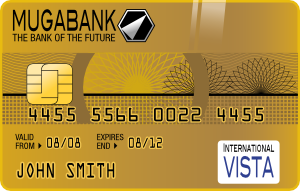 MUGABANK
THE BANK OF THE FUTURE
4455 5566 0022 4455
VALID FROM 08/08 EXPIRES END 08/12
JOHN SMITH
INTERNATIONAL
VISTA